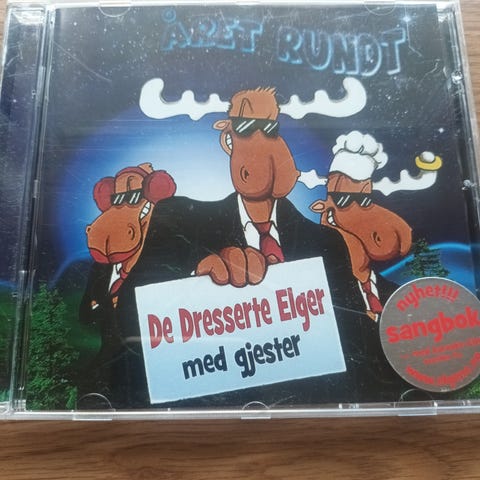 ÅRET RUNDT
De Dresserte Elger
med gjester
nyhet!!!
sangbok